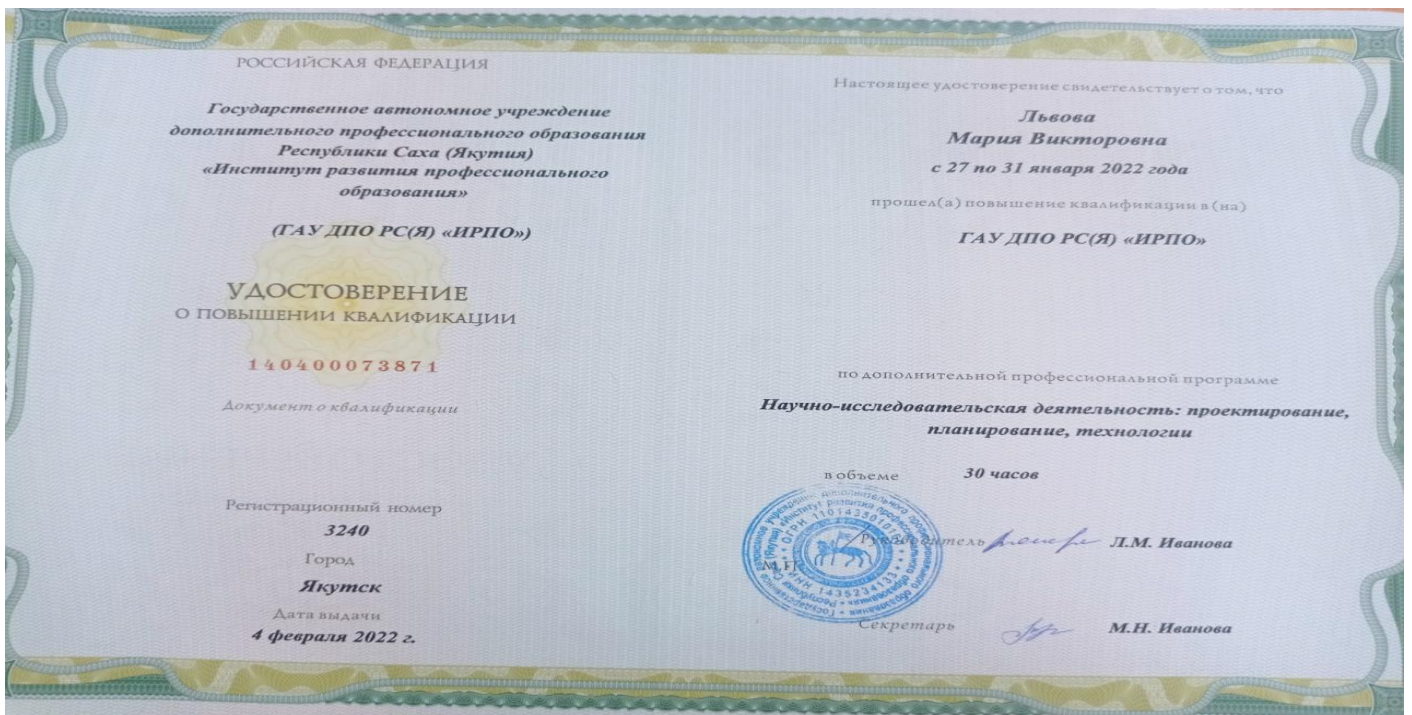 РОССИЙСКАЯ ФЕДЕРАЦИЯ
Государственное автономное учреждение
дополнительного профессионального образования
Республики Саха (Якутия)
«Институт развития профессионального
образования»
(ГАУ ДПО РС(Я) «ИРПО»)
УДОСТОВЕРЕНИЕ
О ПОВЫШЕНИИ КВАЛИФИКАЦИИ
140400073871
Документ о квалификации
Регистрационный номер
3240
Город
Якутск
Дата выдачи
4 февраля 2022 г.
Настоящее удостоверение свидетельствует о том, что
Львова
Мария Викторовна
с 27 по 31 января 2022 года
прошел(а) повышение квалификации в (на)
ГАУ ДПО РС(Я) «ИРПО»
по дополнительной профессиональной программе
Научно-исследовательская деятельность: проектирование,
планирование, технологии
в объеме 30 часов
Руководитель Л.М. Иванова
М.П.
Секретарь М.Н. Иванова